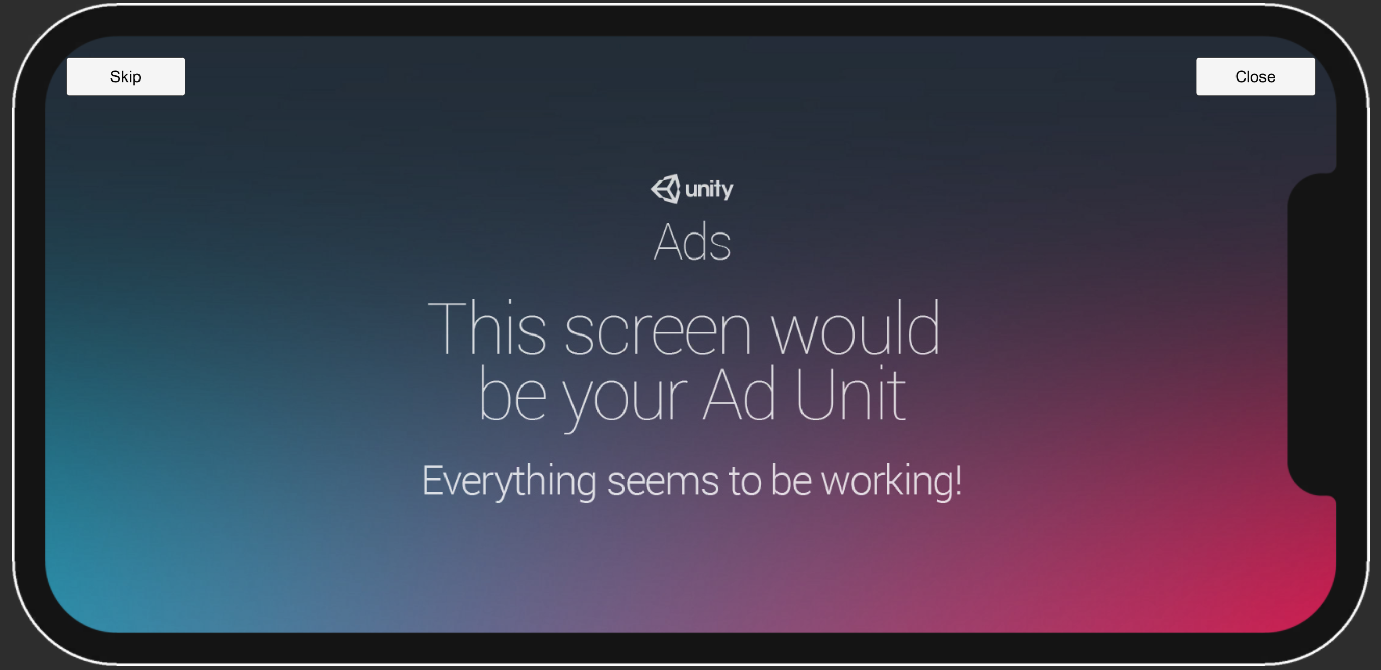 Skip
Close
unity
Ads
This screen would
be your Ad Unit
Everything seems to be working!